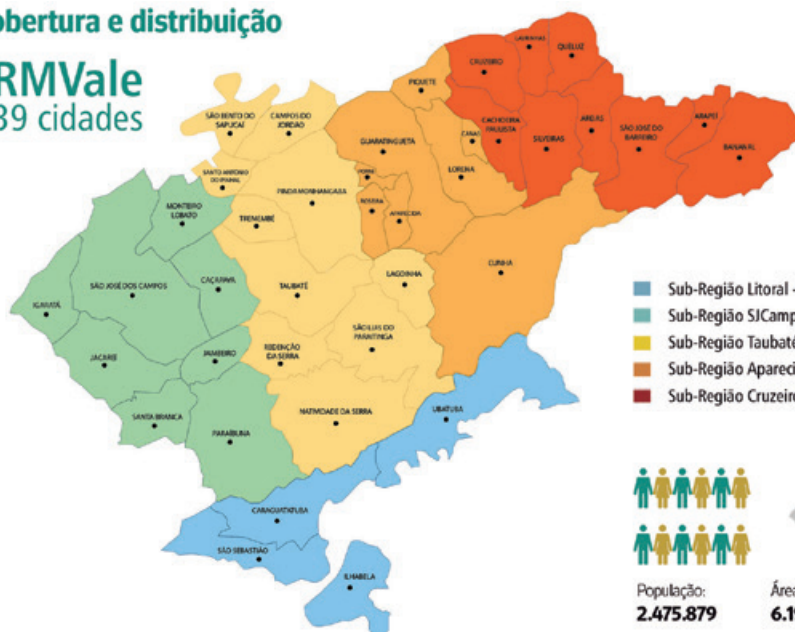 obertura e distribuição
RMVale
39 cidades
LAVRINHAS
CRUZEIRO
QUELUZ
PIQUETE
SÃO BENTO DO
SAPUCAÍ
CAMPOS DO
JORDÃO
CACHOEIRA
PAULISTA
AREIAS
SÃO JOSÉ DO
BARREIRO
ARAPEÍ
BANANAL
GUARATINGUETA
CANAS
SILVEIRAS
LORENA
SANTO ANTONIO
DO PINHAL
PINDAMONHANGABA
POTIM
ROSEIRA
APARECIDA
MONTEIRO
LOBATO
TREMEMBÉ
CUNHA
LAGOINHA
SÃO JOSÉ DOS CAMPOS
CAÇAPAVA
TAUBATÉ
IGARATÁ
SÃO LUIS DO
PARAITINGA
JACAREÍ
JAMBEIRO
REDENÇÃO
DA SERRA
SANTA BRANCA
NATIVIDADE DA SERRA
UBATUBA
PARAIBUNA
CARAGUATATUBA
SÃO SEBASTIÃO
ILHABELA
Sub-Região Litoral -
Sub-Região SJCamp
Sub-Região Taubaté
Sub-Região Apareci
Sub-Região Cruzeiro
População:
2.475.879
Área
6.19